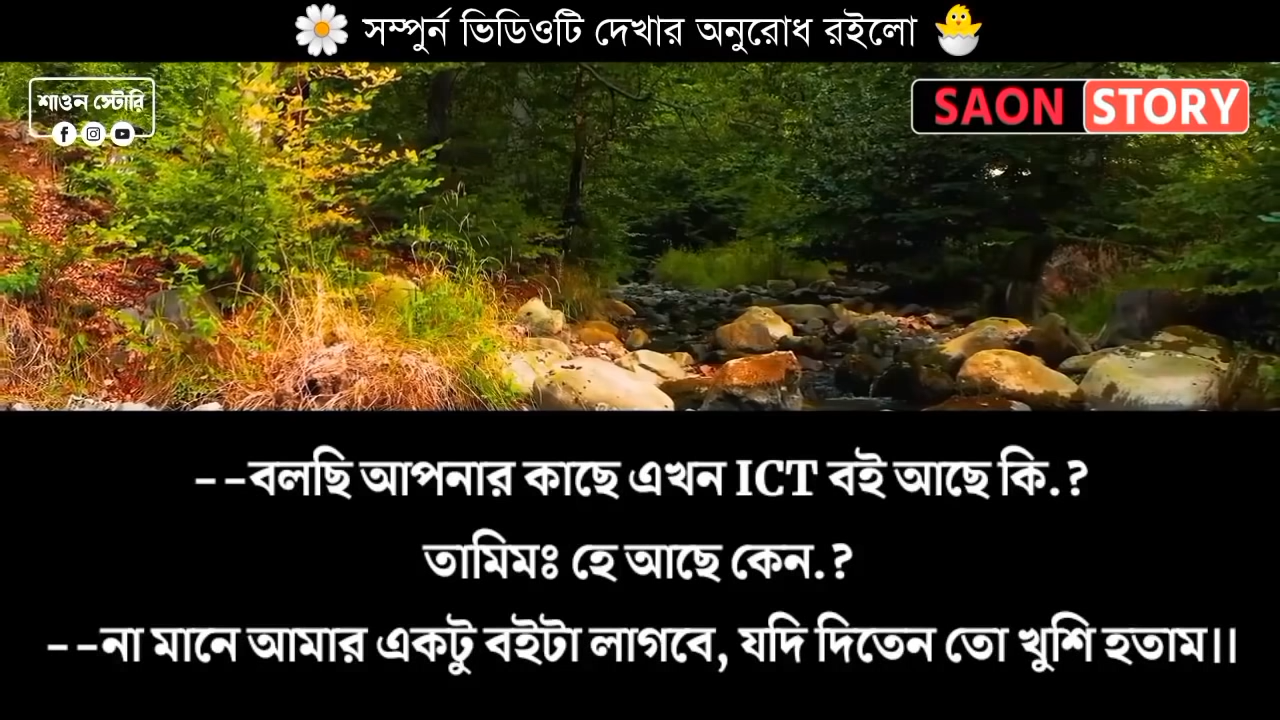 সম্পুর্ন ভিডিওটি দেখার অনুরোধ রইলো
শাওন স্টোরি
SAON STORY
--বলছি আপনার কাছে এখন ICT বই আছে কি.?
তামিমঃ হে আছে কেন.?
--না মানে আমার একটু বইটা লাগবে, যদি দিতেন তো খুশি হতাম।।